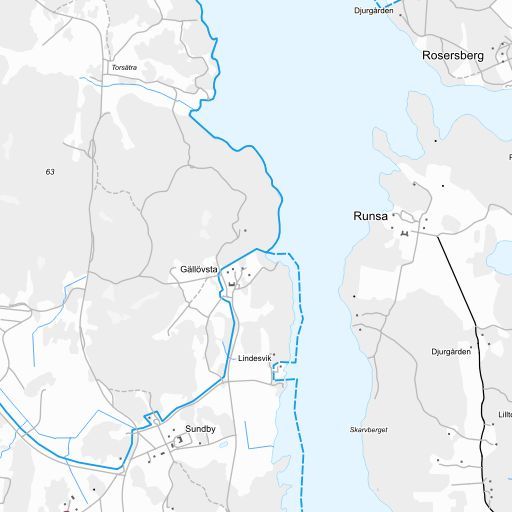 Djurgården
Rosersberg
Torsätra
63
Runsa
Gällövsta
Lindesvik
Djurgården
Sundby
Skarvberget